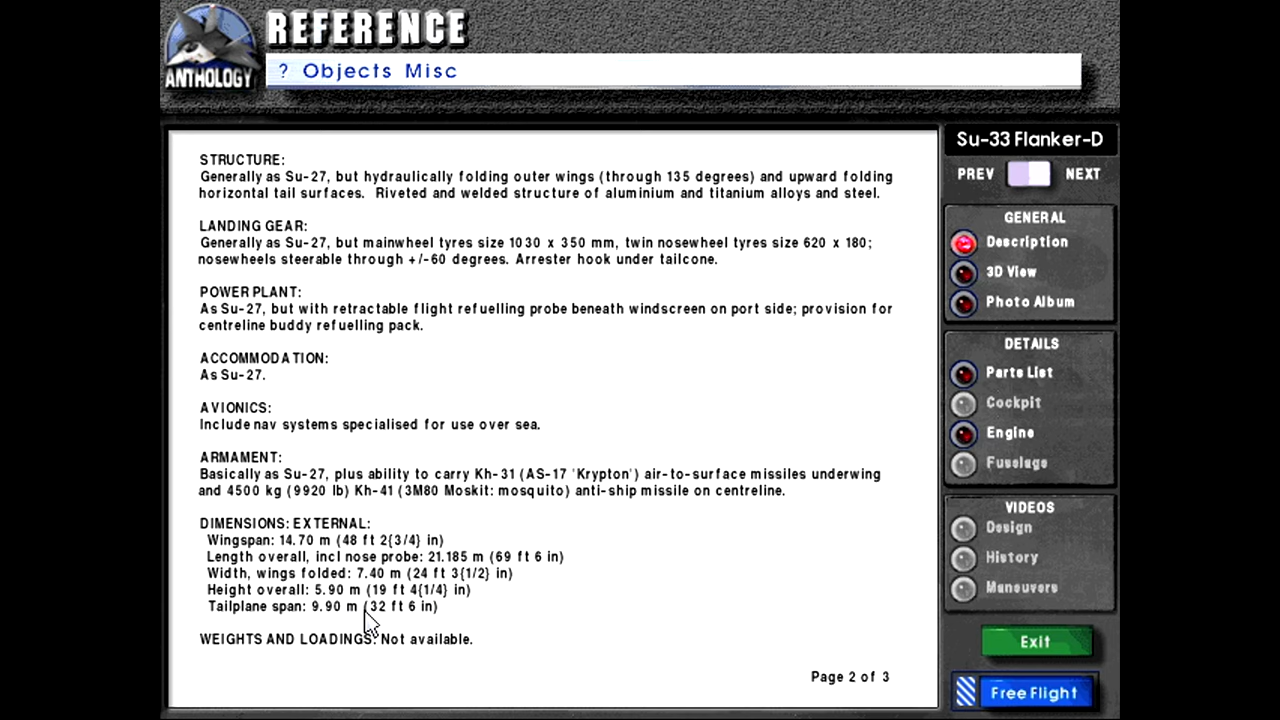 REFERENCE
ANTHOLOGY
? Objects Misc
STRUCTURE:
Generally as Su-27, but hydraulically folding outer wings (through 135 degrees) and upward folding
horizontal tail surfaces. Riveted and welded structure of aluminium and titanium alloys and steel.
LANDING GEAR:
Generally as Su-27, but mainwheel tyres size 1030 x 350 mm, twin nosewheel tyres size 620 x 180;
nosewheels steerable through +/-60 degrees. Arrester hook under tailcone.
POWER PLANT:
As Su-27, but with retractable flight refuelling probe beneath windscreen on port side; provision for
centreline buddy refuelling pack.
ACCOMMODATION:
As Su-27.
AVIONICS:
Include nav systems specialised for use over sea.
ARMAMENT:
Basically as Su-27, plus ability to carry Kh-31 (AS-17 'Krypton') air-to-surface missiles underwing
and 4500 kg (9920 lb) Kh-41 (3M80 Moskit: mosquito) anti-ship missile on centreline.
DIMENSIONS: EXTERNAL:
Wingspan: 14.70 m (48 ft 2{3/4} in)
Length overall, incl nose probe: 21.185 m (69 ft 6 in)
Width, wings folded: 7.40 m (24 ft 3{1/2} in)
Height overall: 5.90 m (19 ft 4{1/4} in)
Tailplane span: 9.90 m (32 ft 6 in)
WEIGHTS AND LOADINGS: Not available.
Page 2 of 3
Su-33 Flanker-D
PREV NEXT
GENERAL
Description
3D View
Photo Album
DETAILS
Parts List
Cockpit
Engine
Fuselage
VIDEOS
Design
History
Maneuvers
Exit
Free Flight